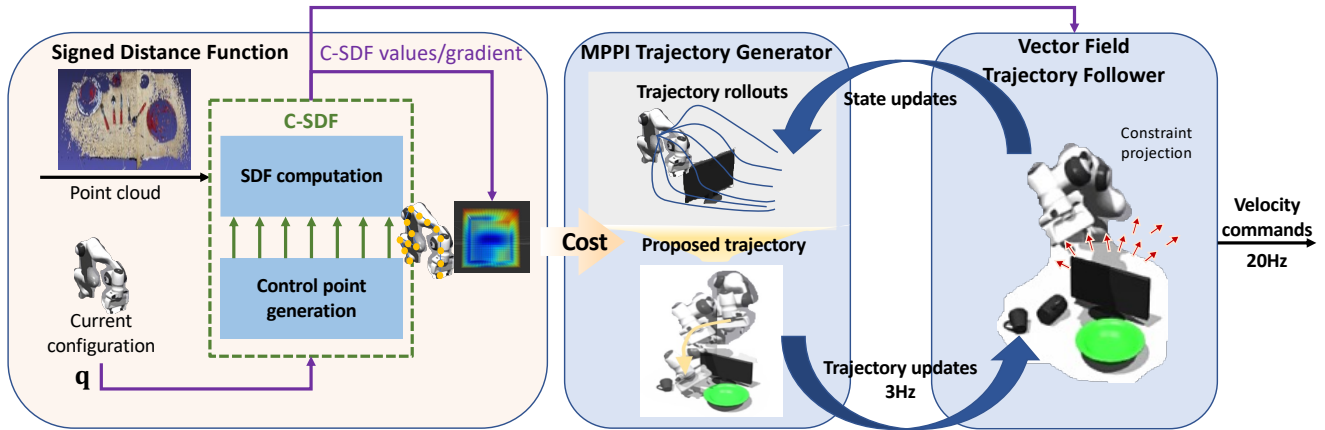 Signed Distance Function
C-SDF values/gradient
C-SDF
SDF computation
Point cloud
Control point
generation
Current
configuration
q
Cost
MPPI Trajectory Generator
Trajectory rollouts
Proposed trajectory
State updates
Trajectory updates
3Hz
Vector Field
Trajectory Follower
Constraint
projection
Velocity
commands
20Hz